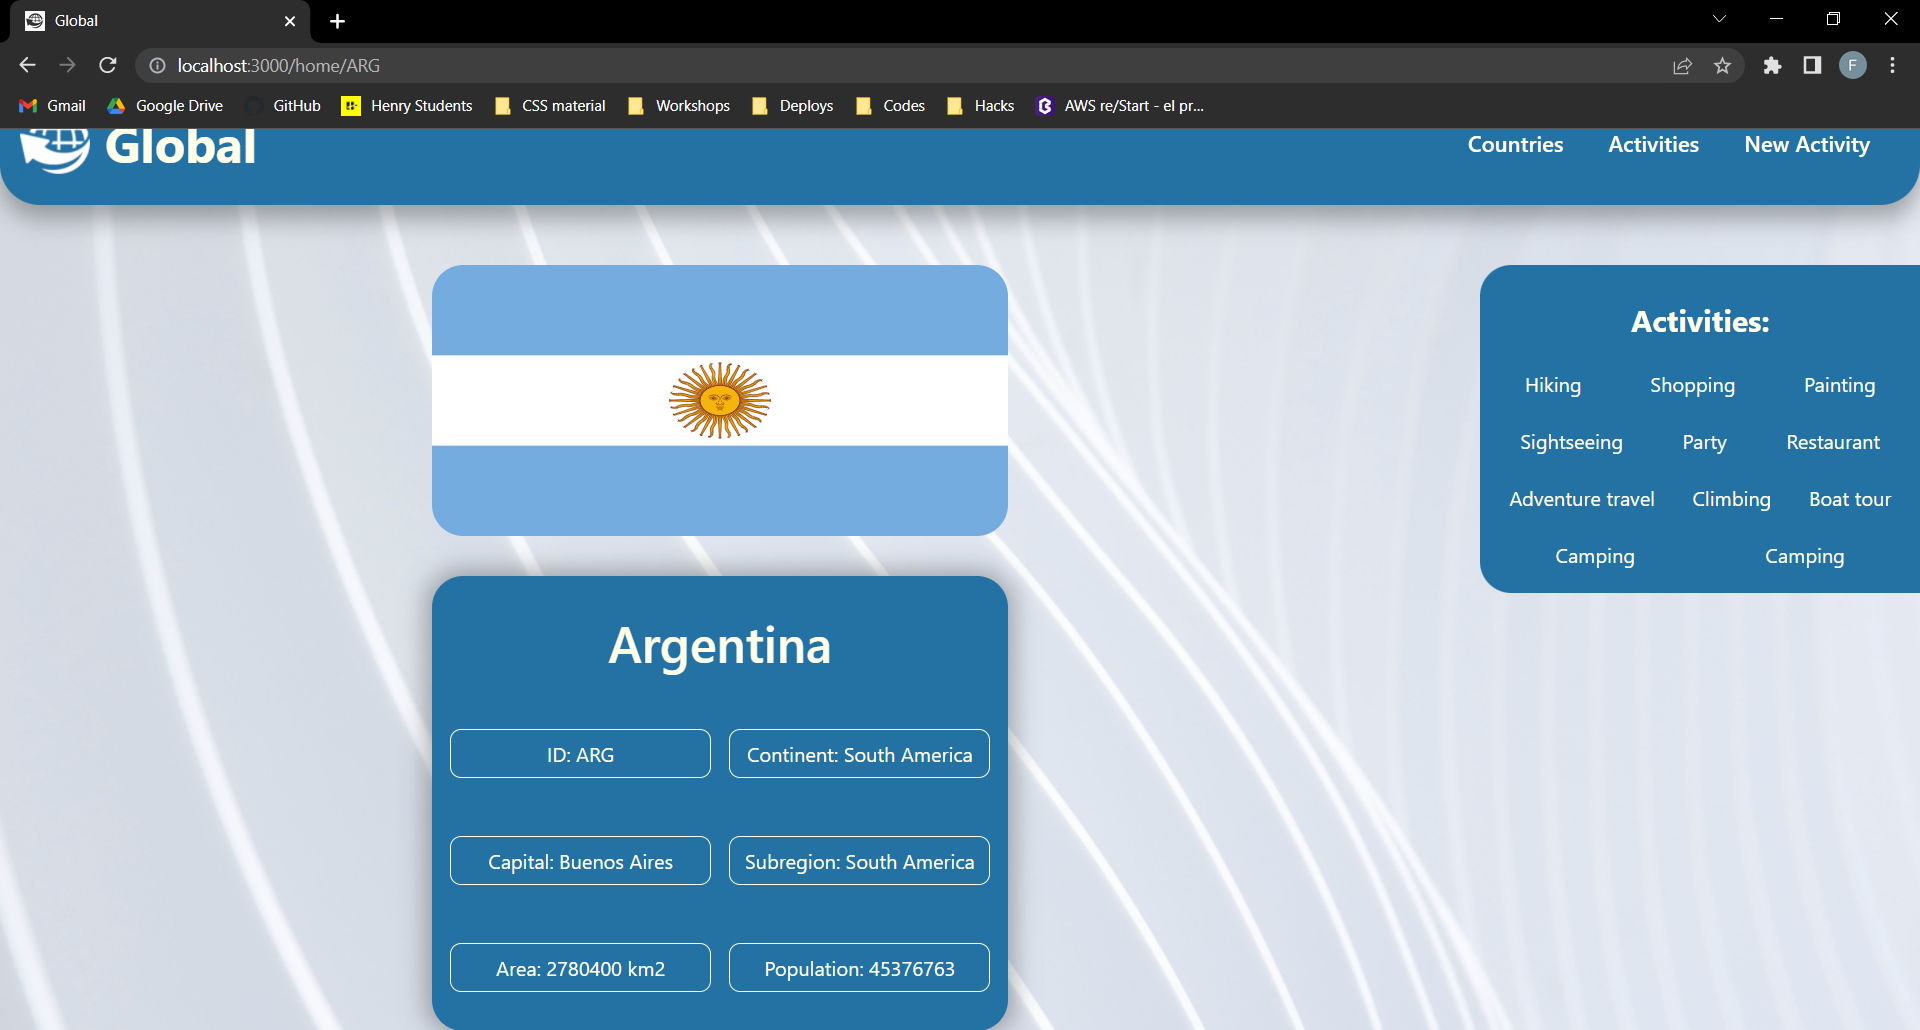 Global
localhost:3000/home/ARG
F
Gmail Google Drive GitHub Henry Students CSS material Workshops Deploys Codes Hacks AWS re/Start - el pr...
Global
Countries Activities New Activity
Activities:
Hiking Shopping Painting
Sightseeing Party Restaurant
Adventure travel Climbing Boat tour
Camping Camping
Argentina
ID: ARG Continent: South America
Capital: Buenos Aires Subregion: South America
Area: 2780400 km2 Population: 45376763